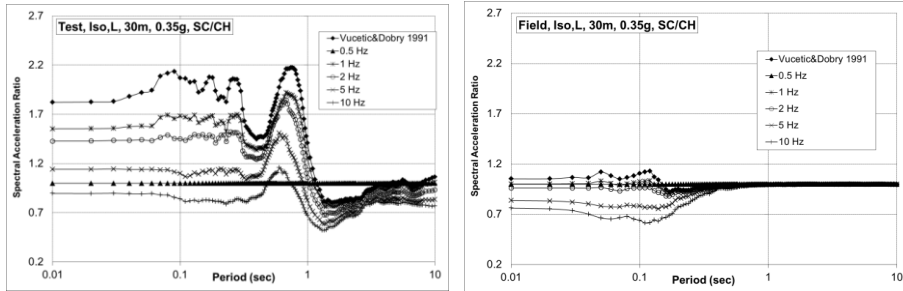 Test, Iso,L, 30m, 0.35g, SC/CH
Spectral Acceleration Ratio
2.7
2.2
1.7
1.2
0.7
0.2
Vucetic&Dobry 1991
0.5 Hz
1 Hz
2 Hz
5 Hz
10 Hz
0.01
0.1
1
10
Period (sec)
Field, Iso,L, 30m, 0.35g, SC/CH
Spectral Acceleration Ratio
2.7
2.2
1.7
1.2
0.7
0.2
Vucetic&Dobry 1991
0.5 Hz
1 Hz
2 Hz
5 Hz
10 Hz
0.01
0.1
1
10
Period (sec)